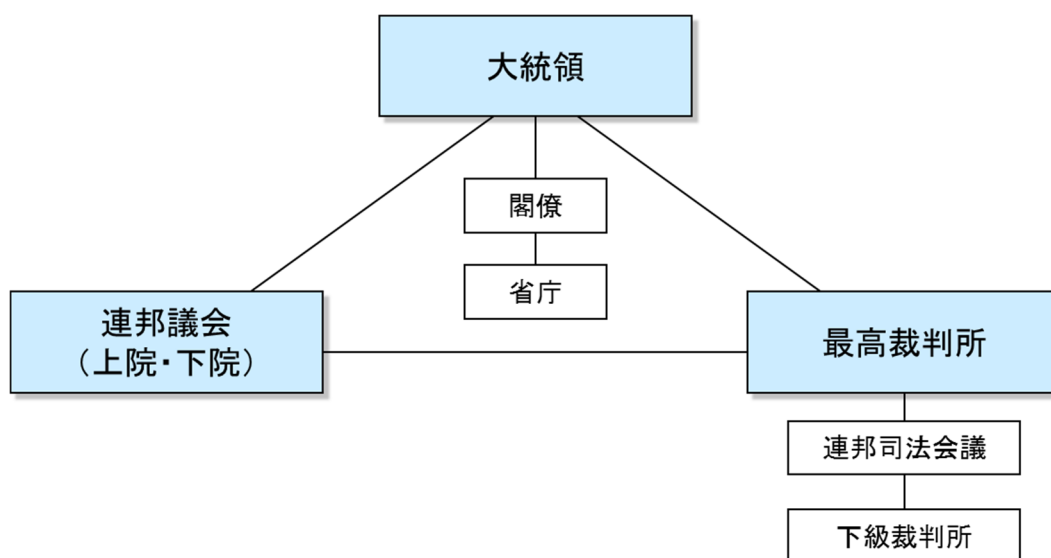 大統領
閣僚
省庁
連邦議会
（上院・下院）
最高裁判所
連邦司法会議
下級裁判所